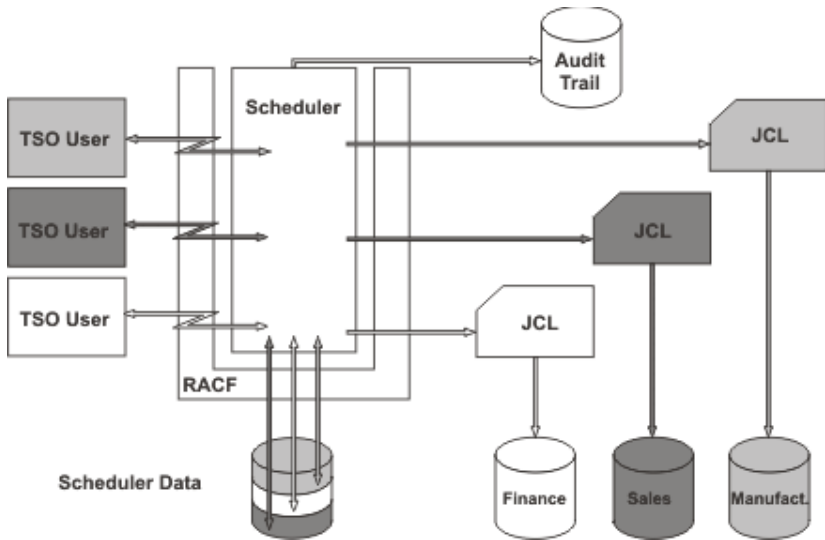 Audit
Trail
Scheduler
TSO User
JCL
TSO User
JCL
TSO User
JCL
RACF
Scheduler Data
Finance
Sales
Manufact.